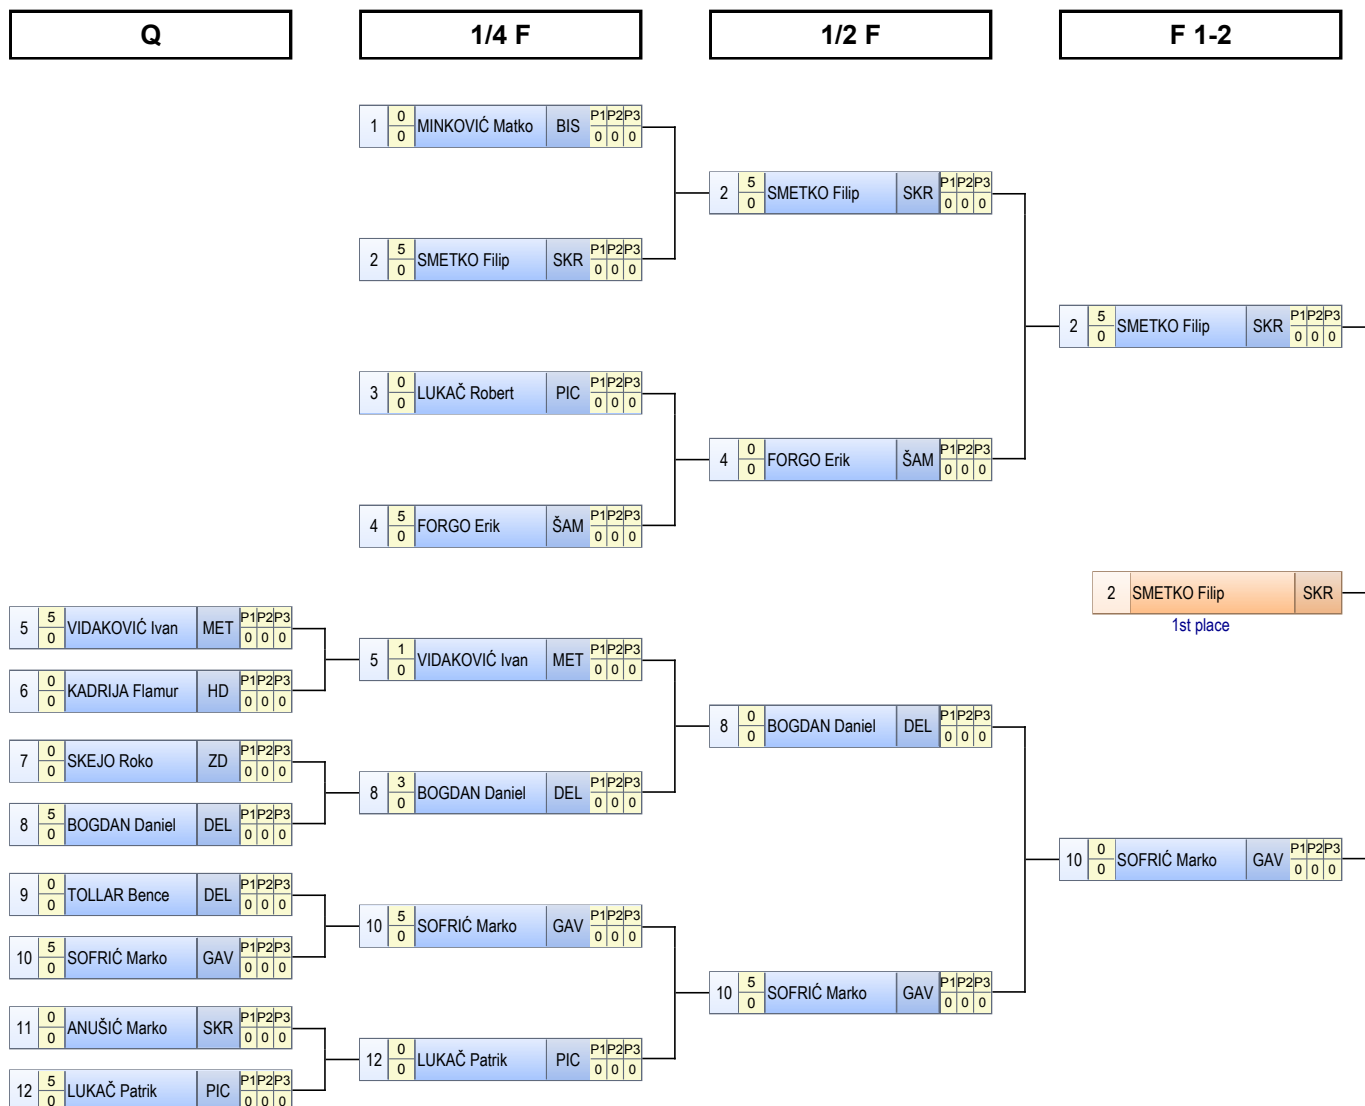 Q
1/4 F
1/2 F
F 1-2
1 0 MINKOVIĆ Matko BIS P1 P2 P3
0 0 0 0
2 5 SMETKO Filip SKR P1 P2 P3
0 0 0 0
2 5 SMETKO Filip SKR P1 P2 P3
0 0 0 0
2 5 SMETKO Filip SKR P1 P2 P3
0 0 0 0
3 0 LUKAČ Robert PIC P1 P2 P3
0 0 0 0
4 0 FORGO Erik ŠAM P1 P2 P3
0 0 0 0
4 5 FORGO Erik ŠAM P1 P2 P3
0 0 0 0
2 SMETKO Filip SKR
1st place
5 5 VIDAKOVIĆ Ivan MET P1 P2 P3
0 0 0 0
5 1 VIDAKOVIĆ Ivan MET P1 P2 P3
0 0 0 0
6 0 KADRIJA Flamur HD P1 P2 P3
0 0 0 0
8 0 BOGDAN Daniel DEL P1 P2 P3
0 0 0 0
7 0 SKEJO Roko ZD P1 P2 P3
0 0 0 0
8 3 BOGDAN Daniel DEL P1 P2 P3
0 0 0 0
8 5 BOGDAN Daniel DEL P1 P2 P3
0 0 0 0
10 0 SOFRIĆ Marko GAV P1 P2 P3
0 0 0 0
9 0 TOLLAR Bence DEL P1 P2 P3
0 0 0 0
10 5 SOFRIĆ Marko GAV P1 P2 P3
0 0 0 0
10 5 SOFRIĆ Marko GAV P1 P2 P3
0 0 0 0
10 5 SOFRIĆ Marko GAV P1 P2 P3
0 0 0 0
11 0 ANUŠIĆ Marko SKR P1 P2 P3
0 0 0 0
12 0 LUKAČ Patrik PIC P1 P2 P3
0 0 0 0
12 5 LUKAČ Patrik PIC P1 P2 P3
0 0 0 0